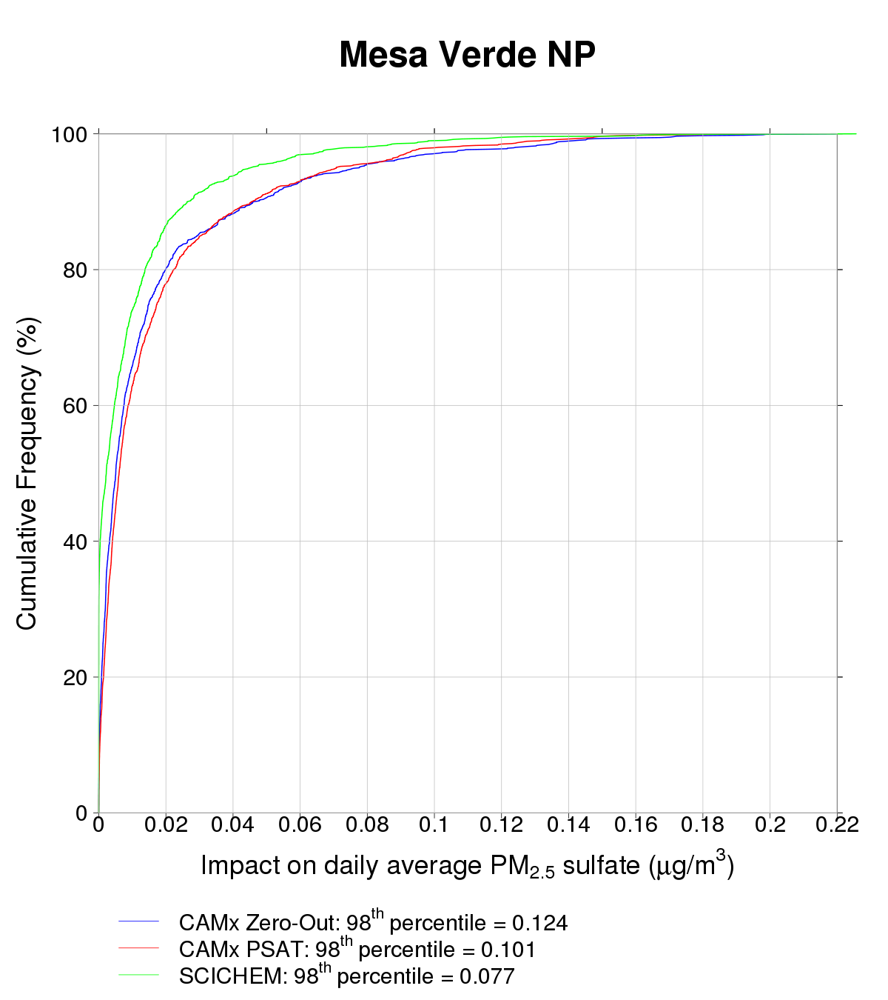 Mesa Verde NP
100
80
60
40
20
0
Cumulative Frequency (%)
0 0.02 0.04 0.06 0.08 0.1 0.12 0.14 0.16 0.18 0.2 0.22
Impact on daily average PM2.5 sulfate (μg/m³)
CAMx Zero-Out: 98th percentile = 0.124
CAMx PSAT: 98th percentile = 0.101
SCICHEM: 98th percentile = 0.077